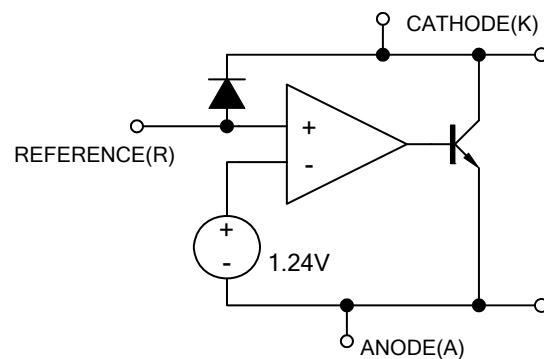 CATHODE(K)
+
REFERENCE(R)
-
+
-
1.24V
ANODE(A)